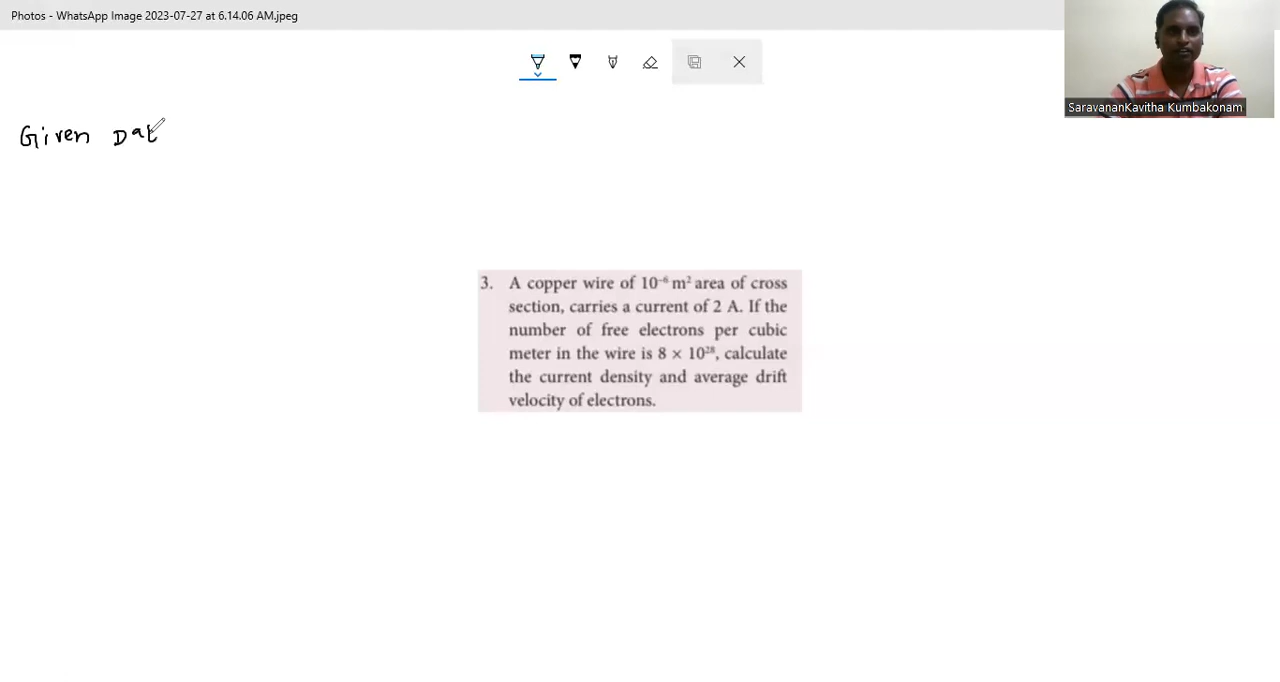 Photos - WhatsApp Image 2023-07-27 at 6.14.06 AM.jpeg
SaravananKavitha Kumbakonam
Given Dat
3. A copper wire of 10⁻⁶ m² area of cross
section, carries a current of 2 A. If the
number of free electrons per cubic
meter in the wire is 8 × 10²⁸, calculate
the current density and average drift
velocity of electrons.